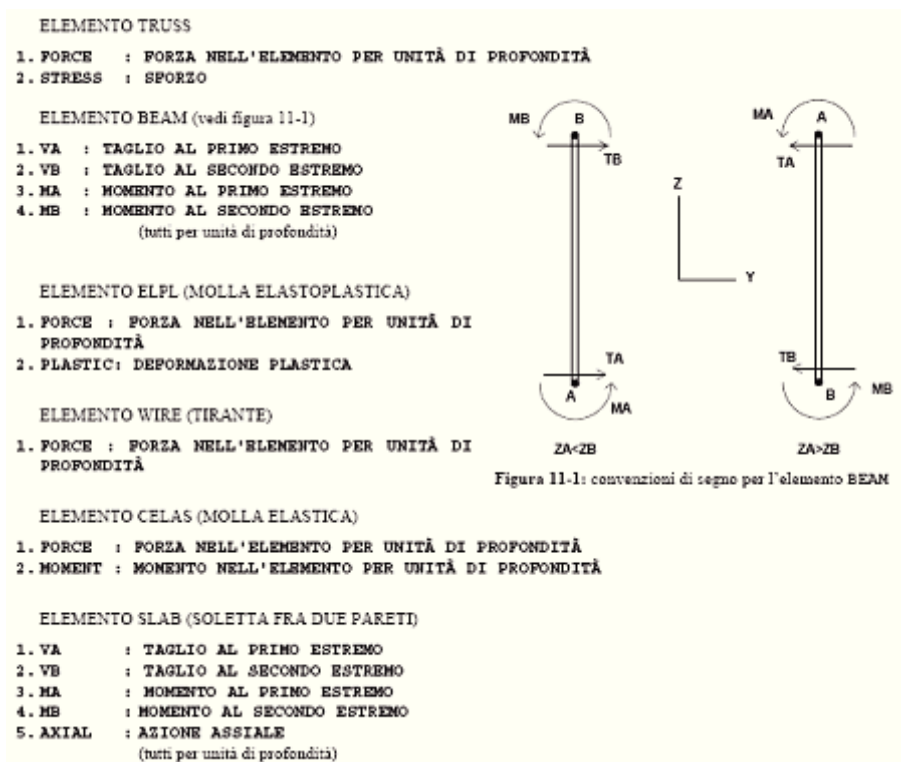 ELEMENTO TRUSS
1. FORCE : FORZA NELL'ELEMENTO PER UNITÀ DI PROFONDITÀ
2. STRESS : SFORZO
ELEMENTO BEAM (vedi figura 11-1)
1. VA : TAGLIO AL PRIMO ESTREMO
2. VB : TAGLIO AL SECONDO ESTREMO
3. MA : MOMENTO AL PRIMO ESTREMO
4. MB : MOMENTO AL SECONDO ESTREMO
(tutti per unità di profondità)
ELEMENTO ELPL (MOLLA ELASTOPLASTICA)
1. FORCE : FORZA NELL'ELEMENTO PER UNITÀ DI
PROFONDITÀ
2. PLASTIC: DEFORMAZIONE PLASTICA
ELEMENTO WIRE (TIRANTE)
1. FORCE : FORZA NELL'ELEMENTO PER UNITÀ DI
PROFONDITÀ
MB
B
TB
TA
A
MA
ZA<ZB
Z
Y
MA
A
TA
TB
B
MB
ZA>ZB
Figura 11-1: convenzioni di segno per l'elemento BEAM
ELEMENTO CELAS (MOLLA ELASTICA)
1. FORCE : FORZA NELL'ELEMENTO PER UNITÀ DI PROFONDITÀ
2. MOMENT : MOMENTO NELL'ELEMENTO PER UNITÀ DI PROFONDITÀ
ELEMENTO SLAB (SOLETTA FRA DUE PARETI)
1. VA : TAGLIO AL PRIMO ESTREMO
2. VB : TAGLIO AL SECONDO ESTREMO
3. MA : MOMENTO AL PRIMO ESTREMO
4. MB : MOMENTO AL SECONDO ESTREMO
5. AXIAL : AZIONE ASSIALE
(tutti per unità di profondità)